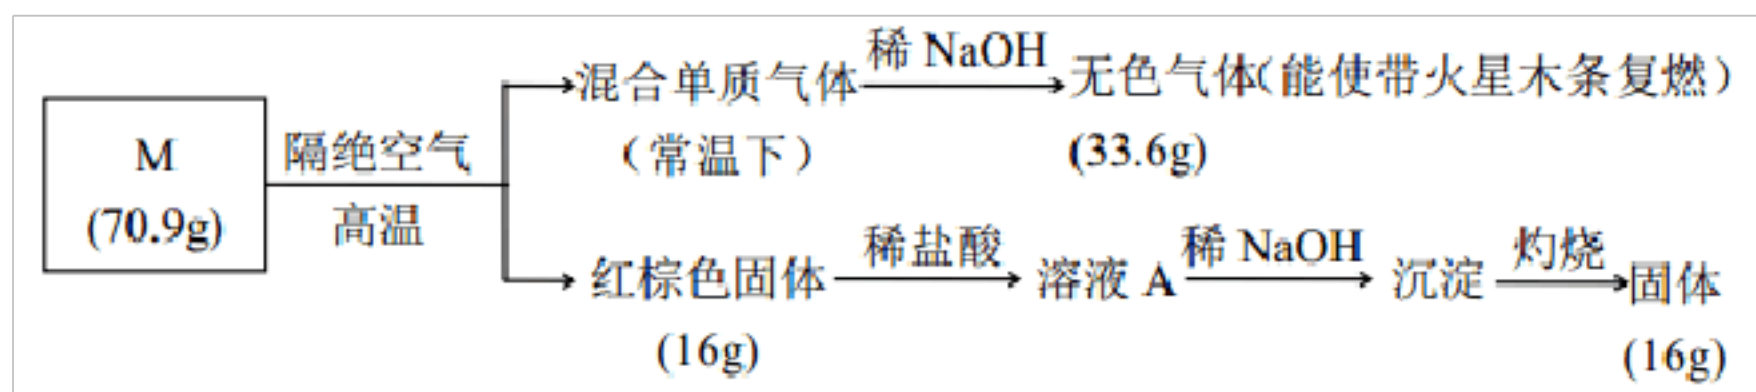 稀 NaOH
混合单质气体
无色气体(能使带火星木条复燃)
M
隔绝空气
(常温下)
(33.6g)
(70.9g)
高温
稀盐酸
稀 NaOH
灼烧
红棕色固体
溶液 A
沉淀
固体
(16g)
(16g)